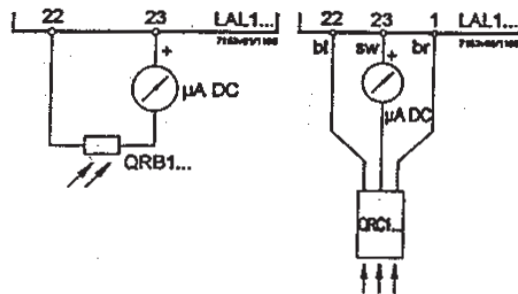 22 23 LAL1...
+
µA DC
QRB1...
22 23 1 LAL1...
bl sw br
+
µA DC
QRC1...